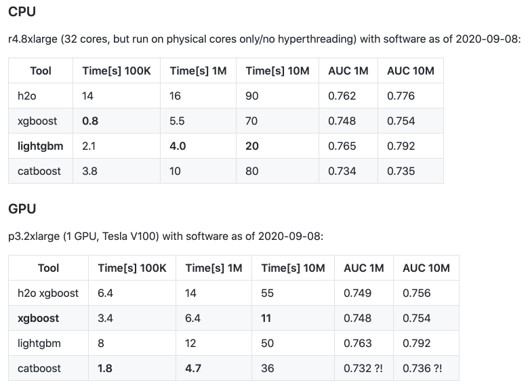 CPU
r4.8xlarge (32 cores, but run on physical cores only/no hyperthreading) with software as of 2020-09-08:
Tool Time[s] 100K Time[s] 1M Time[s] 10M AUC 1M AUC 10M
h2o 14 16 90 0.762 0.776
xgboost 0.8 5.5 70 0.748 0.754
lightgbm 2.1 4.0 20 0.765 0.792
catboost 3.8 10 80 0.734 0.735
GPU
p3.2xlarge (1 GPU, Tesla V100) with software as of 2020-09-08:
Tool Time[s] 100K Time[s] 1M Time[s] 10M AUC 1M AUC 10M
h2o xgboost 6.4 14 55 0.749 0.756
xgboost 3.4 6.4 11 0.748 0.754
lightgbm 8 12 50 0.763 0.792
catboost 1.8 4.7 36 0.732 ?! 0.736 ?!